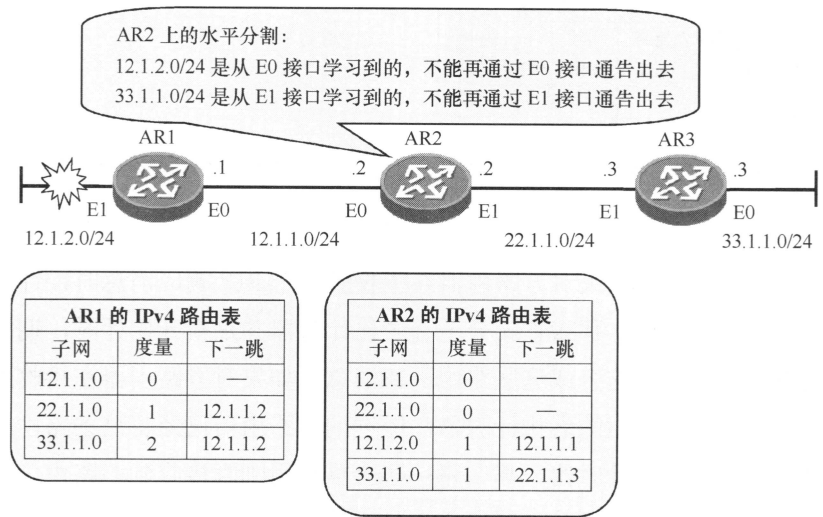 AR2 上的水平分割：
12.1.2.0/24 是从 E0 接口学习到的，不能再通过 E0 接口通告出去
33.1.1.0/24 是从 E1 接口学习到的，不能再通过 E1 接口通告出去
AR1 AR2 AR3
.1 .2 .2 .3 .3
E1 E0 E0 E1 E1 E0
12.1.2.0/24 12.1.1.0/24 22.1.1.0/24 33.1.1.0/24
AR1 的 IPv4 路由表
子网 度量 下一跳
12.1.1.0 0 —
22.1.1.0 1 12.1.1.2
33.1.1.0 2 12.1.1.2
AR2 的 IPv4 路由表
子网 度量 下一跳
12.1.1.0 0 —
22.1.1.0 0 —
12.1.2.0 1 12.1.1.1
33.1.1.0 1 22.1.1.3